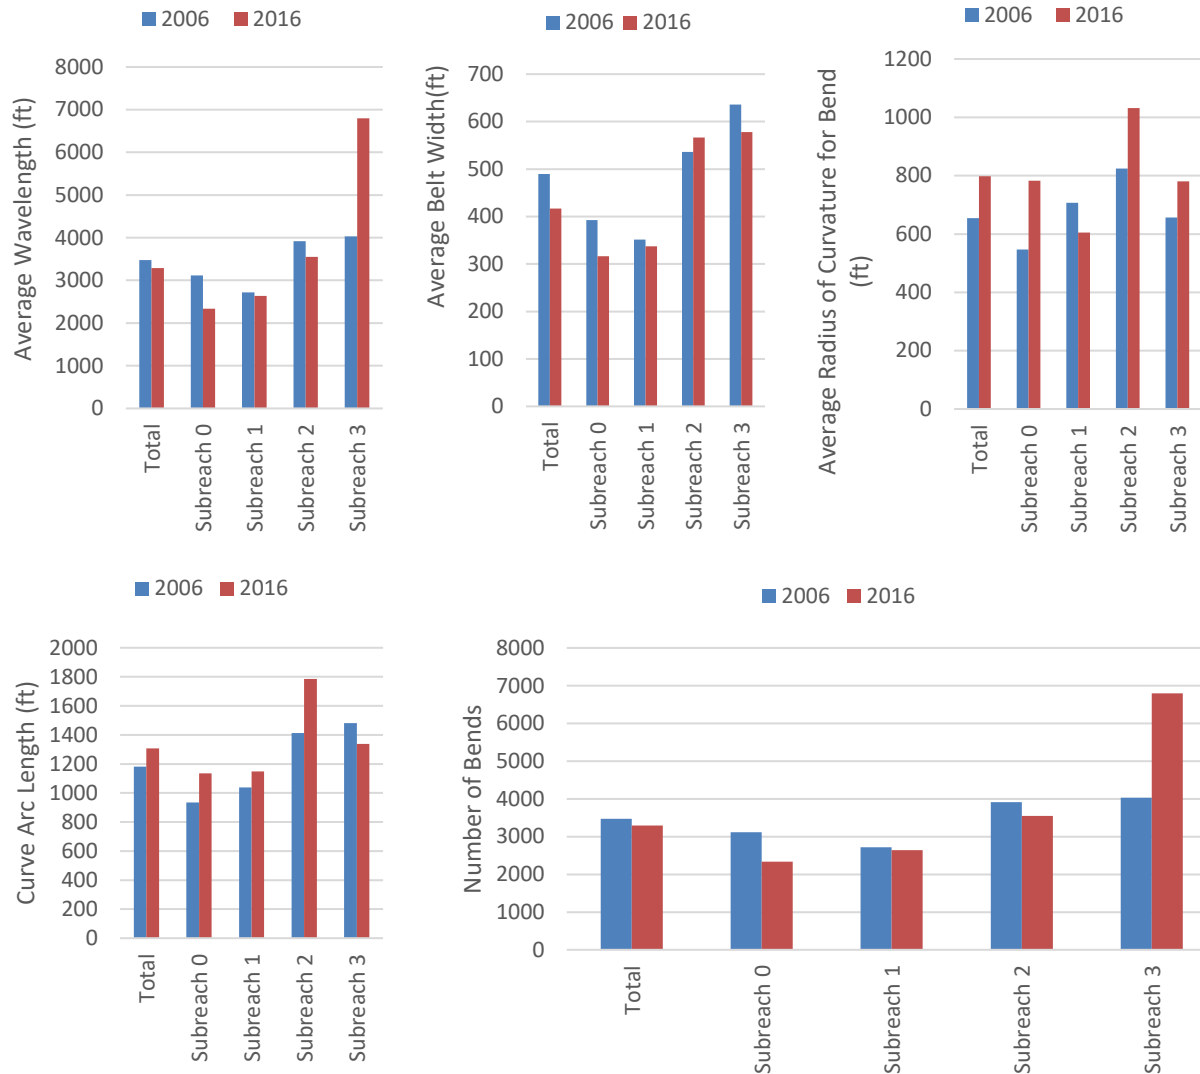 2006 2016
Average Wavelength (ft)
8000
7000
6000
5000
4000
3000
2000
1000
0
Total
Subreach 0
Subreach 1
Subreach 2
Subreach 3
2006 2016
Average Belt Width(ft)
700
600
500
400
300
200
100
0
Total
Subreach 0
Subreach 1
Subreach 2
Subreach 3
2006 2016
Average Radius of Curvature for Bend
(ft)
1200
1000
800
600
400
200
0
Total
Subreach 0
Subreach 1
Subreach 2
Subreach 3
2006 2016
Curve Arc Length (ft)
2000
1800
1600
1400
1200
1000
800
600
400
200
0
Total
Subreach 0
Subreach 1
Subreach 2
Subreach 3
2006 2016
Number of Bends
8000
7000
6000
5000
4000
3000
2000
1000
0
Total
Subreach 0
Subreach 1
Subreach 2
Subreach 3